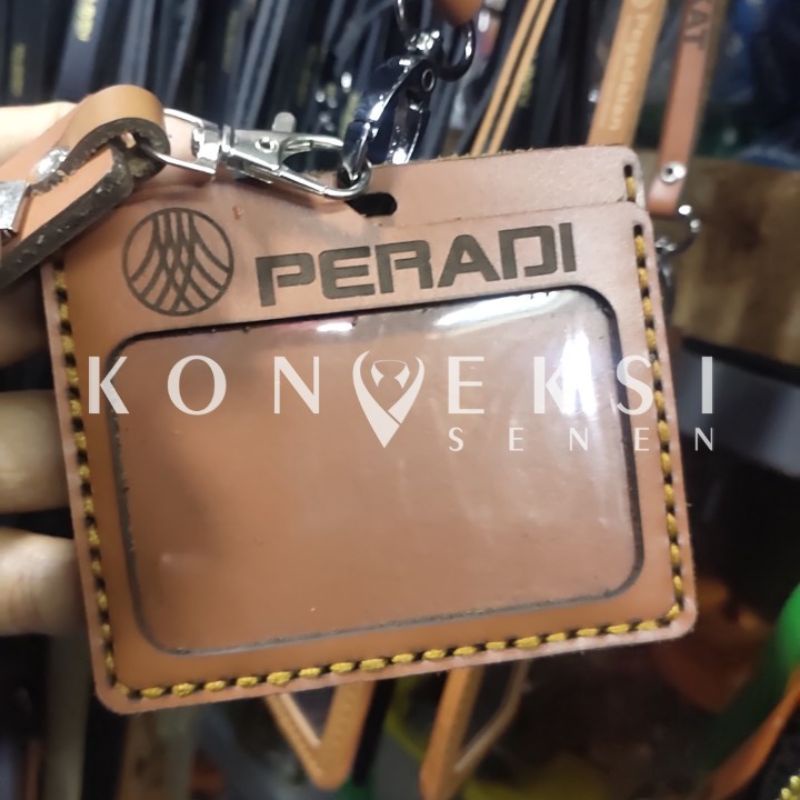 PERADI
KONVEKSI
SENEN